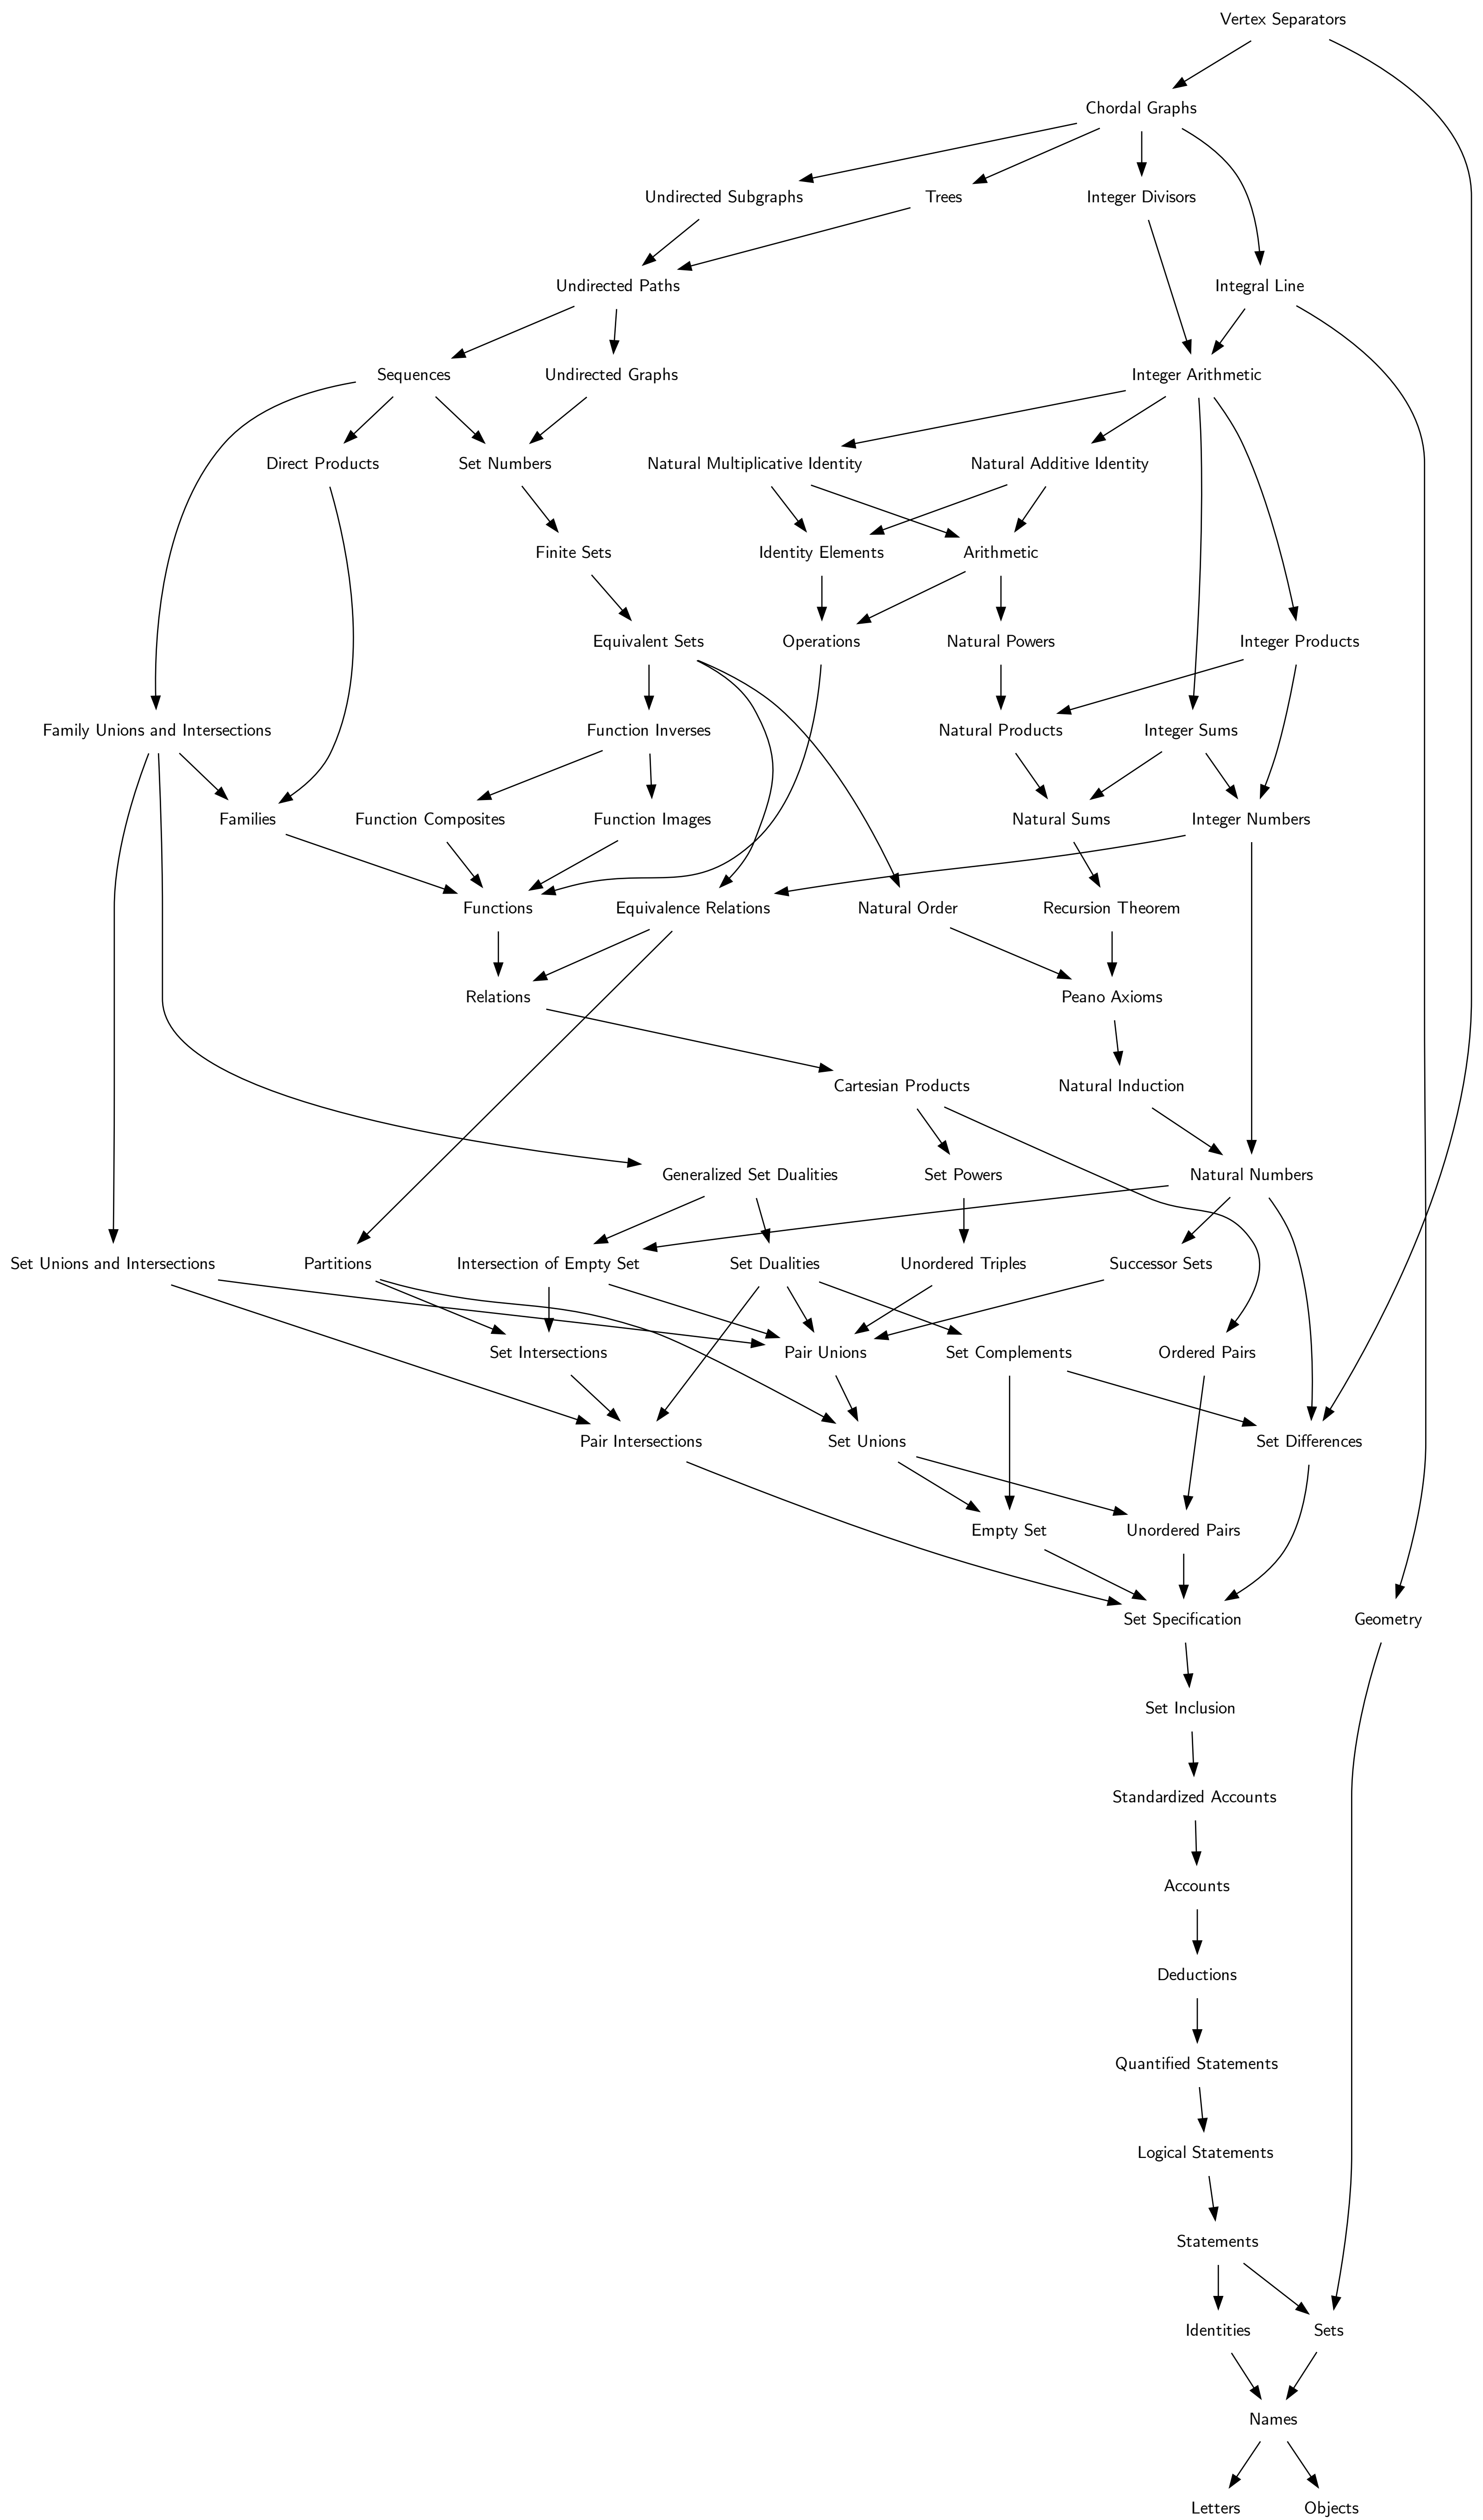 Vertex Separators
Chordal Graphs
Undirected Subgraphs
Trees
Integer Divisors
Undirected Paths
Integral Line
Sequences
Undirected Graphs
Integer Arithmetic
Direct Products
Set Numbers
Natural Multiplicative Identity
Natural Additive Identity
Finite Sets
Identity Elements
Arithmetic
Equivalent Sets
Operations
Natural Powers
Integer Products
Family Unions and Intersections
Function Inverses
Natural Products
Integer Sums
Families
Function Composites
Function Images
Natural Sums
Integer Numbers
Functions
Equivalence Relations
Natural Order
Recursion Theorem
Relations
Peano Axioms
Cartesian Products
Natural Induction
Generalized Set Dualities
Set Powers
Natural Numbers
Set Unions and Intersections
Partitions
Intersection of Empty Set
Set Dualities
Unordered Triples
Successor Sets
Set Intersections
Pair Unions
Set Complements
Ordered Pairs
Pair Intersections
Set Unions
Set Differences
Empty Set
Unordered Pairs
Set Specification
Geometry
Set Inclusion
Standardized Accounts
Accounts
Deductions
Quantified Statements
Logical Statements
Statements
Identities
Sets
Names
Letters
Objects